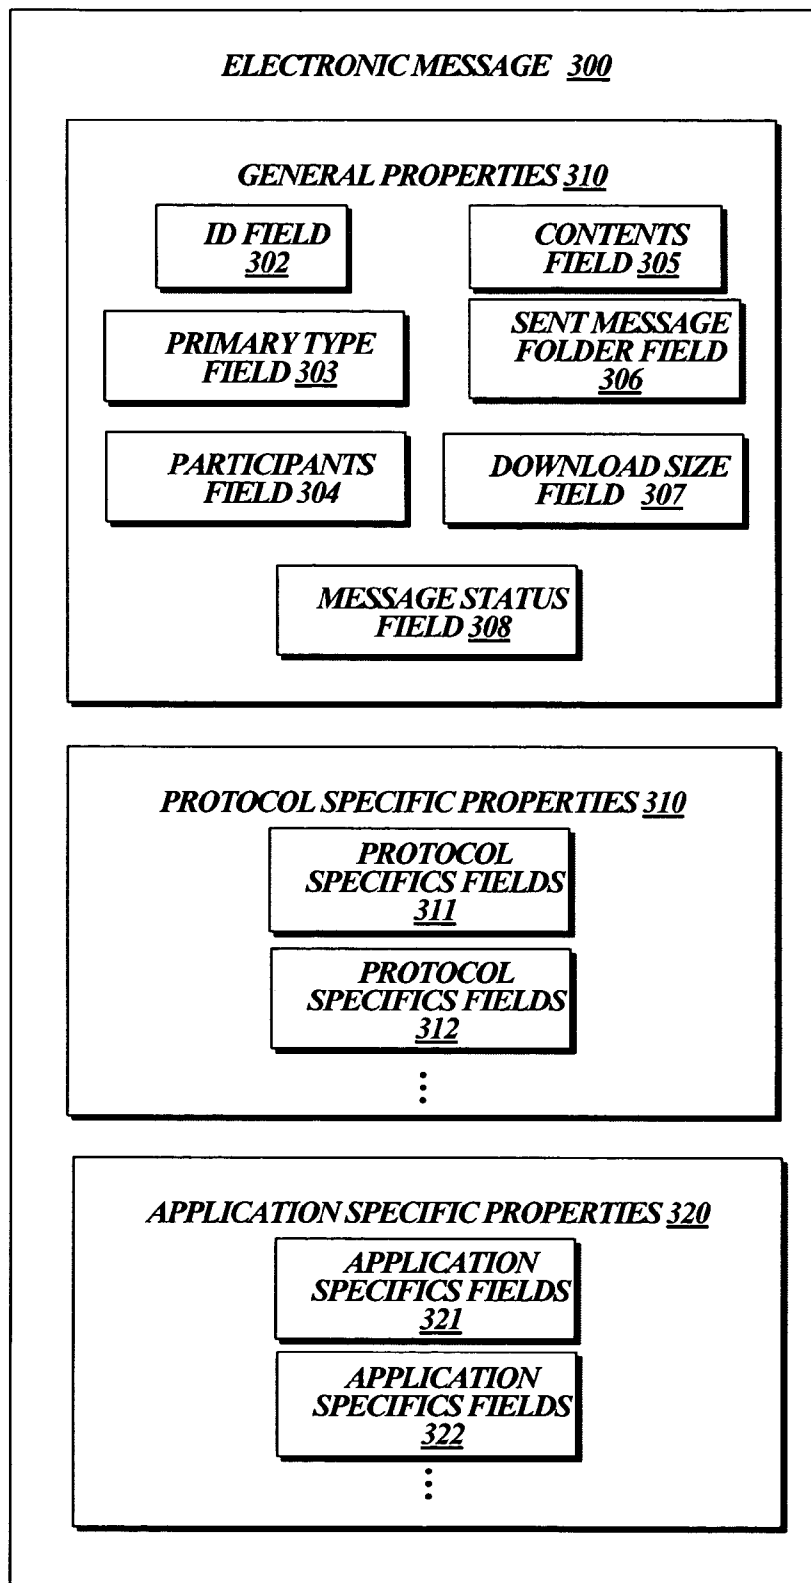 ELECTRONIC MESSAGE 300
GENERAL PROPERTIES 310
ID FIELD
302
CONTENTS
FIELD 305
PRIMARY TYPE
FIELD 303
SENT MESSAGE
FOLDER FIELD
306
PARTICIPANTS
FIELD 304
DOWNLOAD SIZE
FIELD 307
MESSAGE STATUS
FIELD 308
PROTOCOL SPECIFIC PROPERTIES 310
PROTOCOL
SPECIFICS FIELDS
311
PROTOCOL
SPECIFICS FIELDS
312
APPLICATION SPECIFIC PROPERTIES 320
APPLICATION
SPECIFICS FIELDS
321
APPLICATION
SPECIFICS FIELDS
322